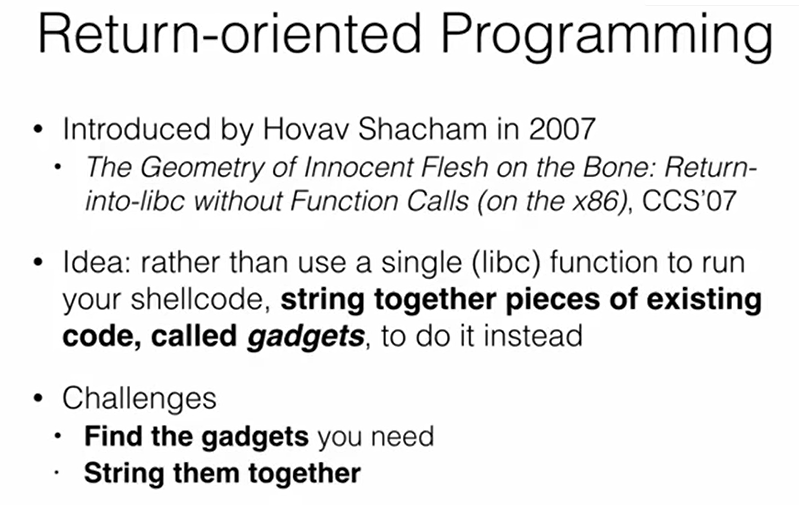 Return-oriented Programming
• Introduced by Hovav Shacham in 2007
• The Geometry of Innocent Flesh on the Bone: Return-
into-libc without Function Calls (on the x86), CCS'07
• Idea: rather than use a single (libc) function to run
your shellcode, string together pieces of existing
code, called gadgets, to do it instead
• Challenges
• Find the gadgets you need
• String them together